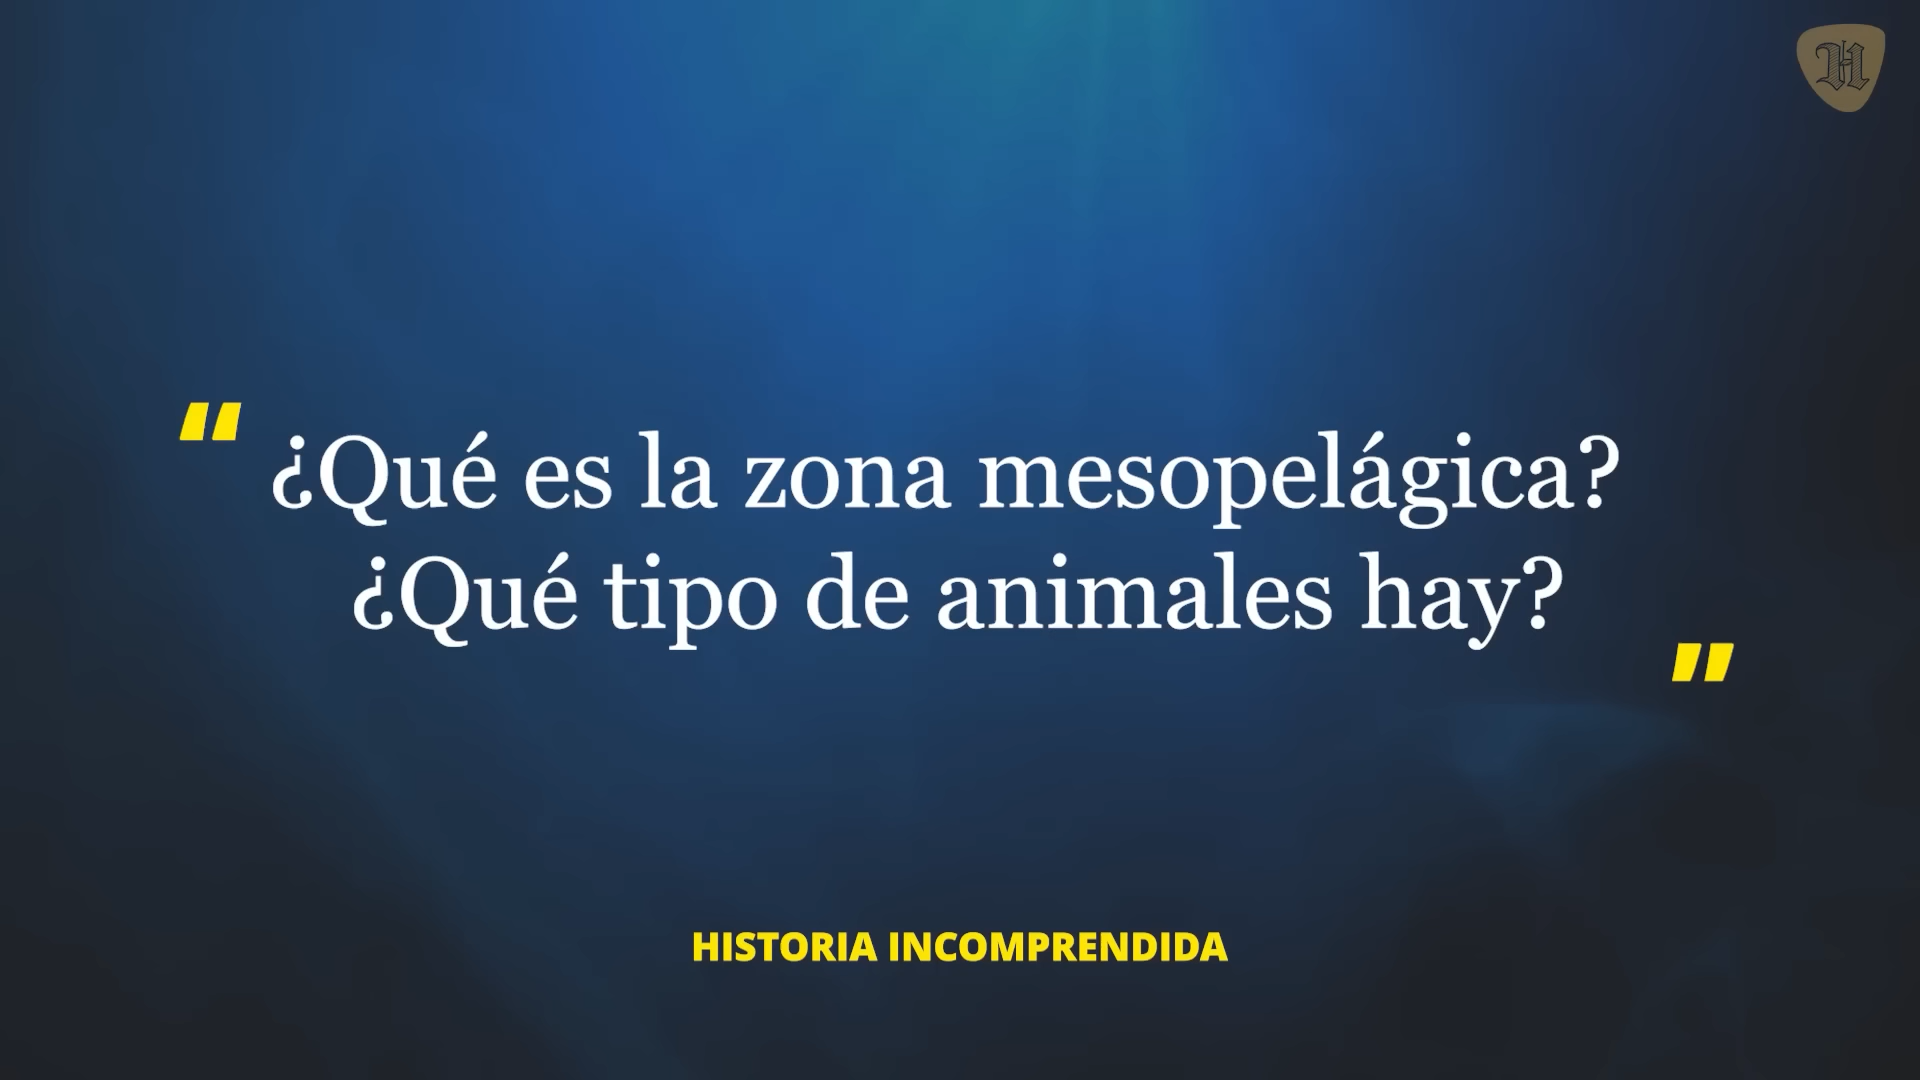 H
“ ¿Qué es la zona mesopelágica?
¿Qué tipo de animales hay? ”
HISTORIA INCOMPRENDIDA